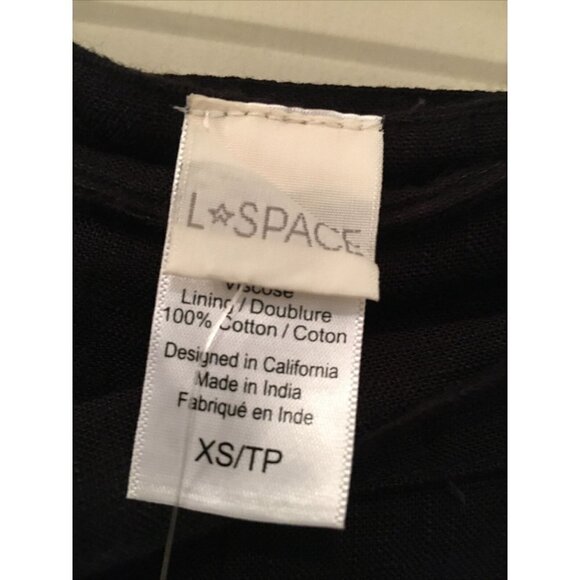 L☆SPACE
Viscose
Lining / Doublure
100% Cotton / Coton
Designed in California
Made in India
Fabriqué en Inde
XS/TP